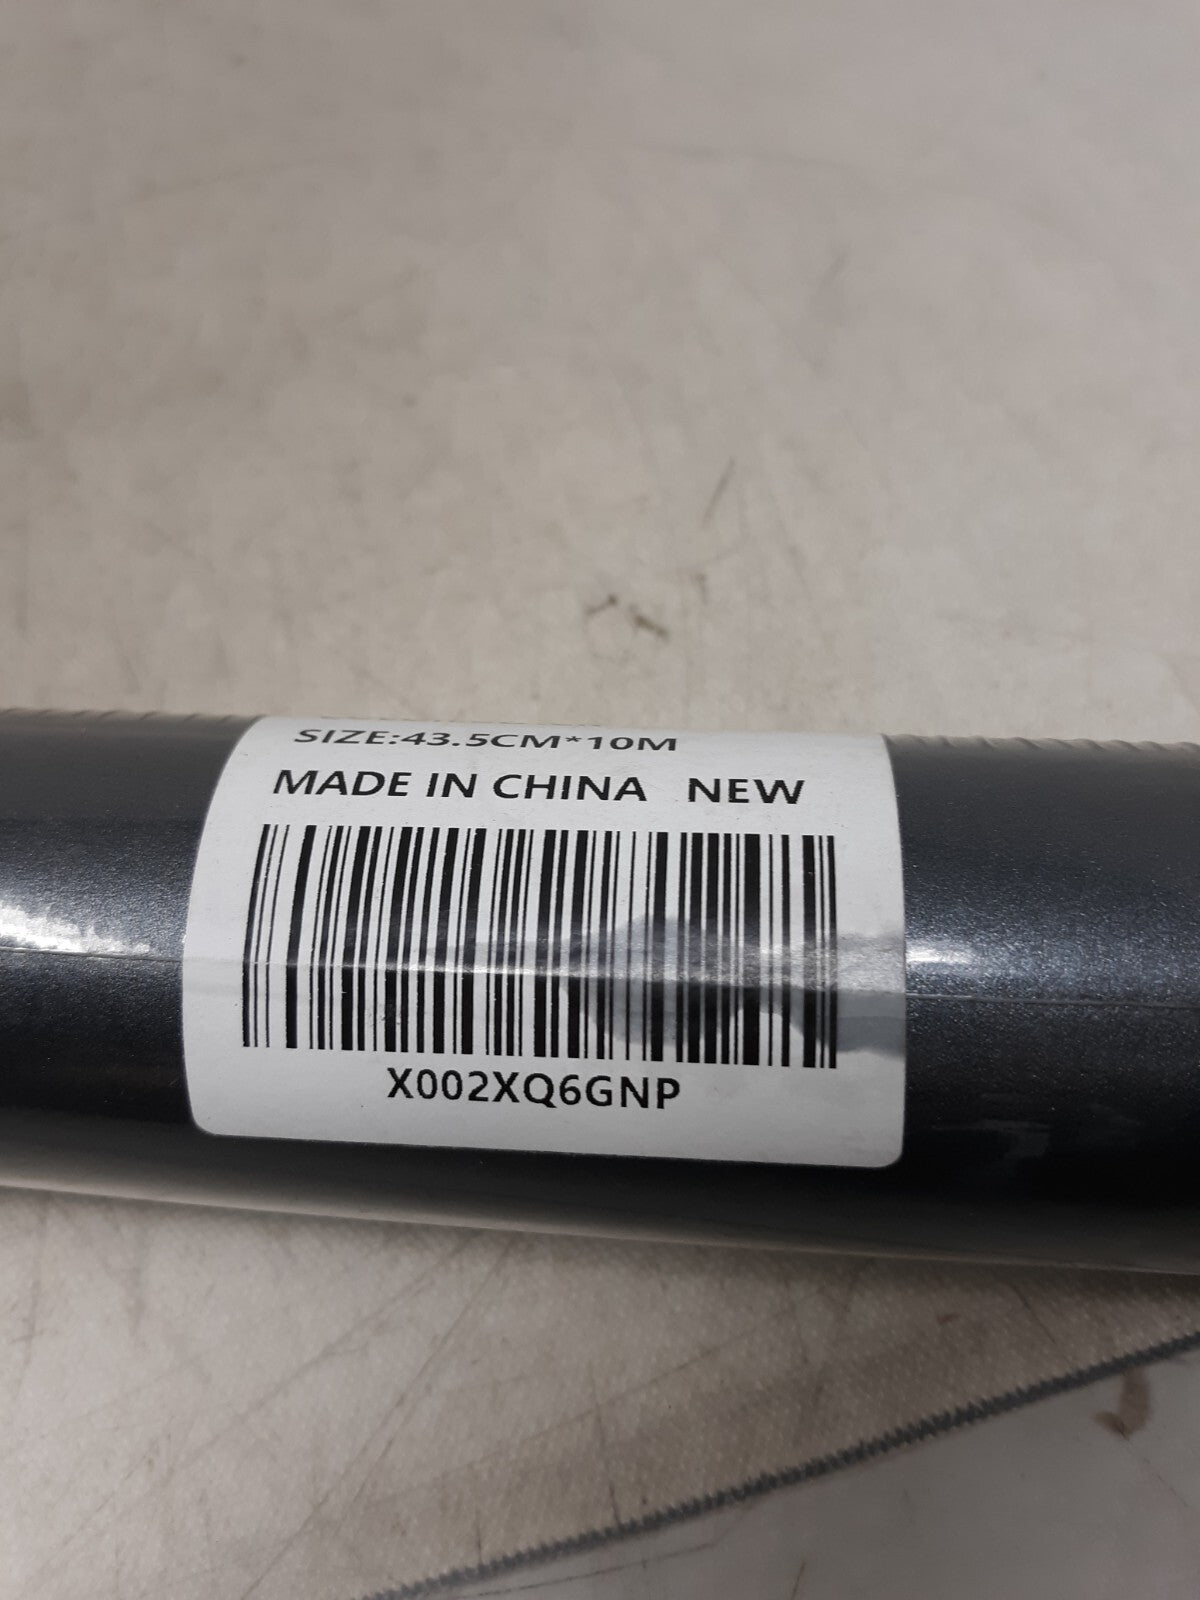 SIZE:43.5CM*10M
MADE IN CHINA NEW
X002XQ6GNP